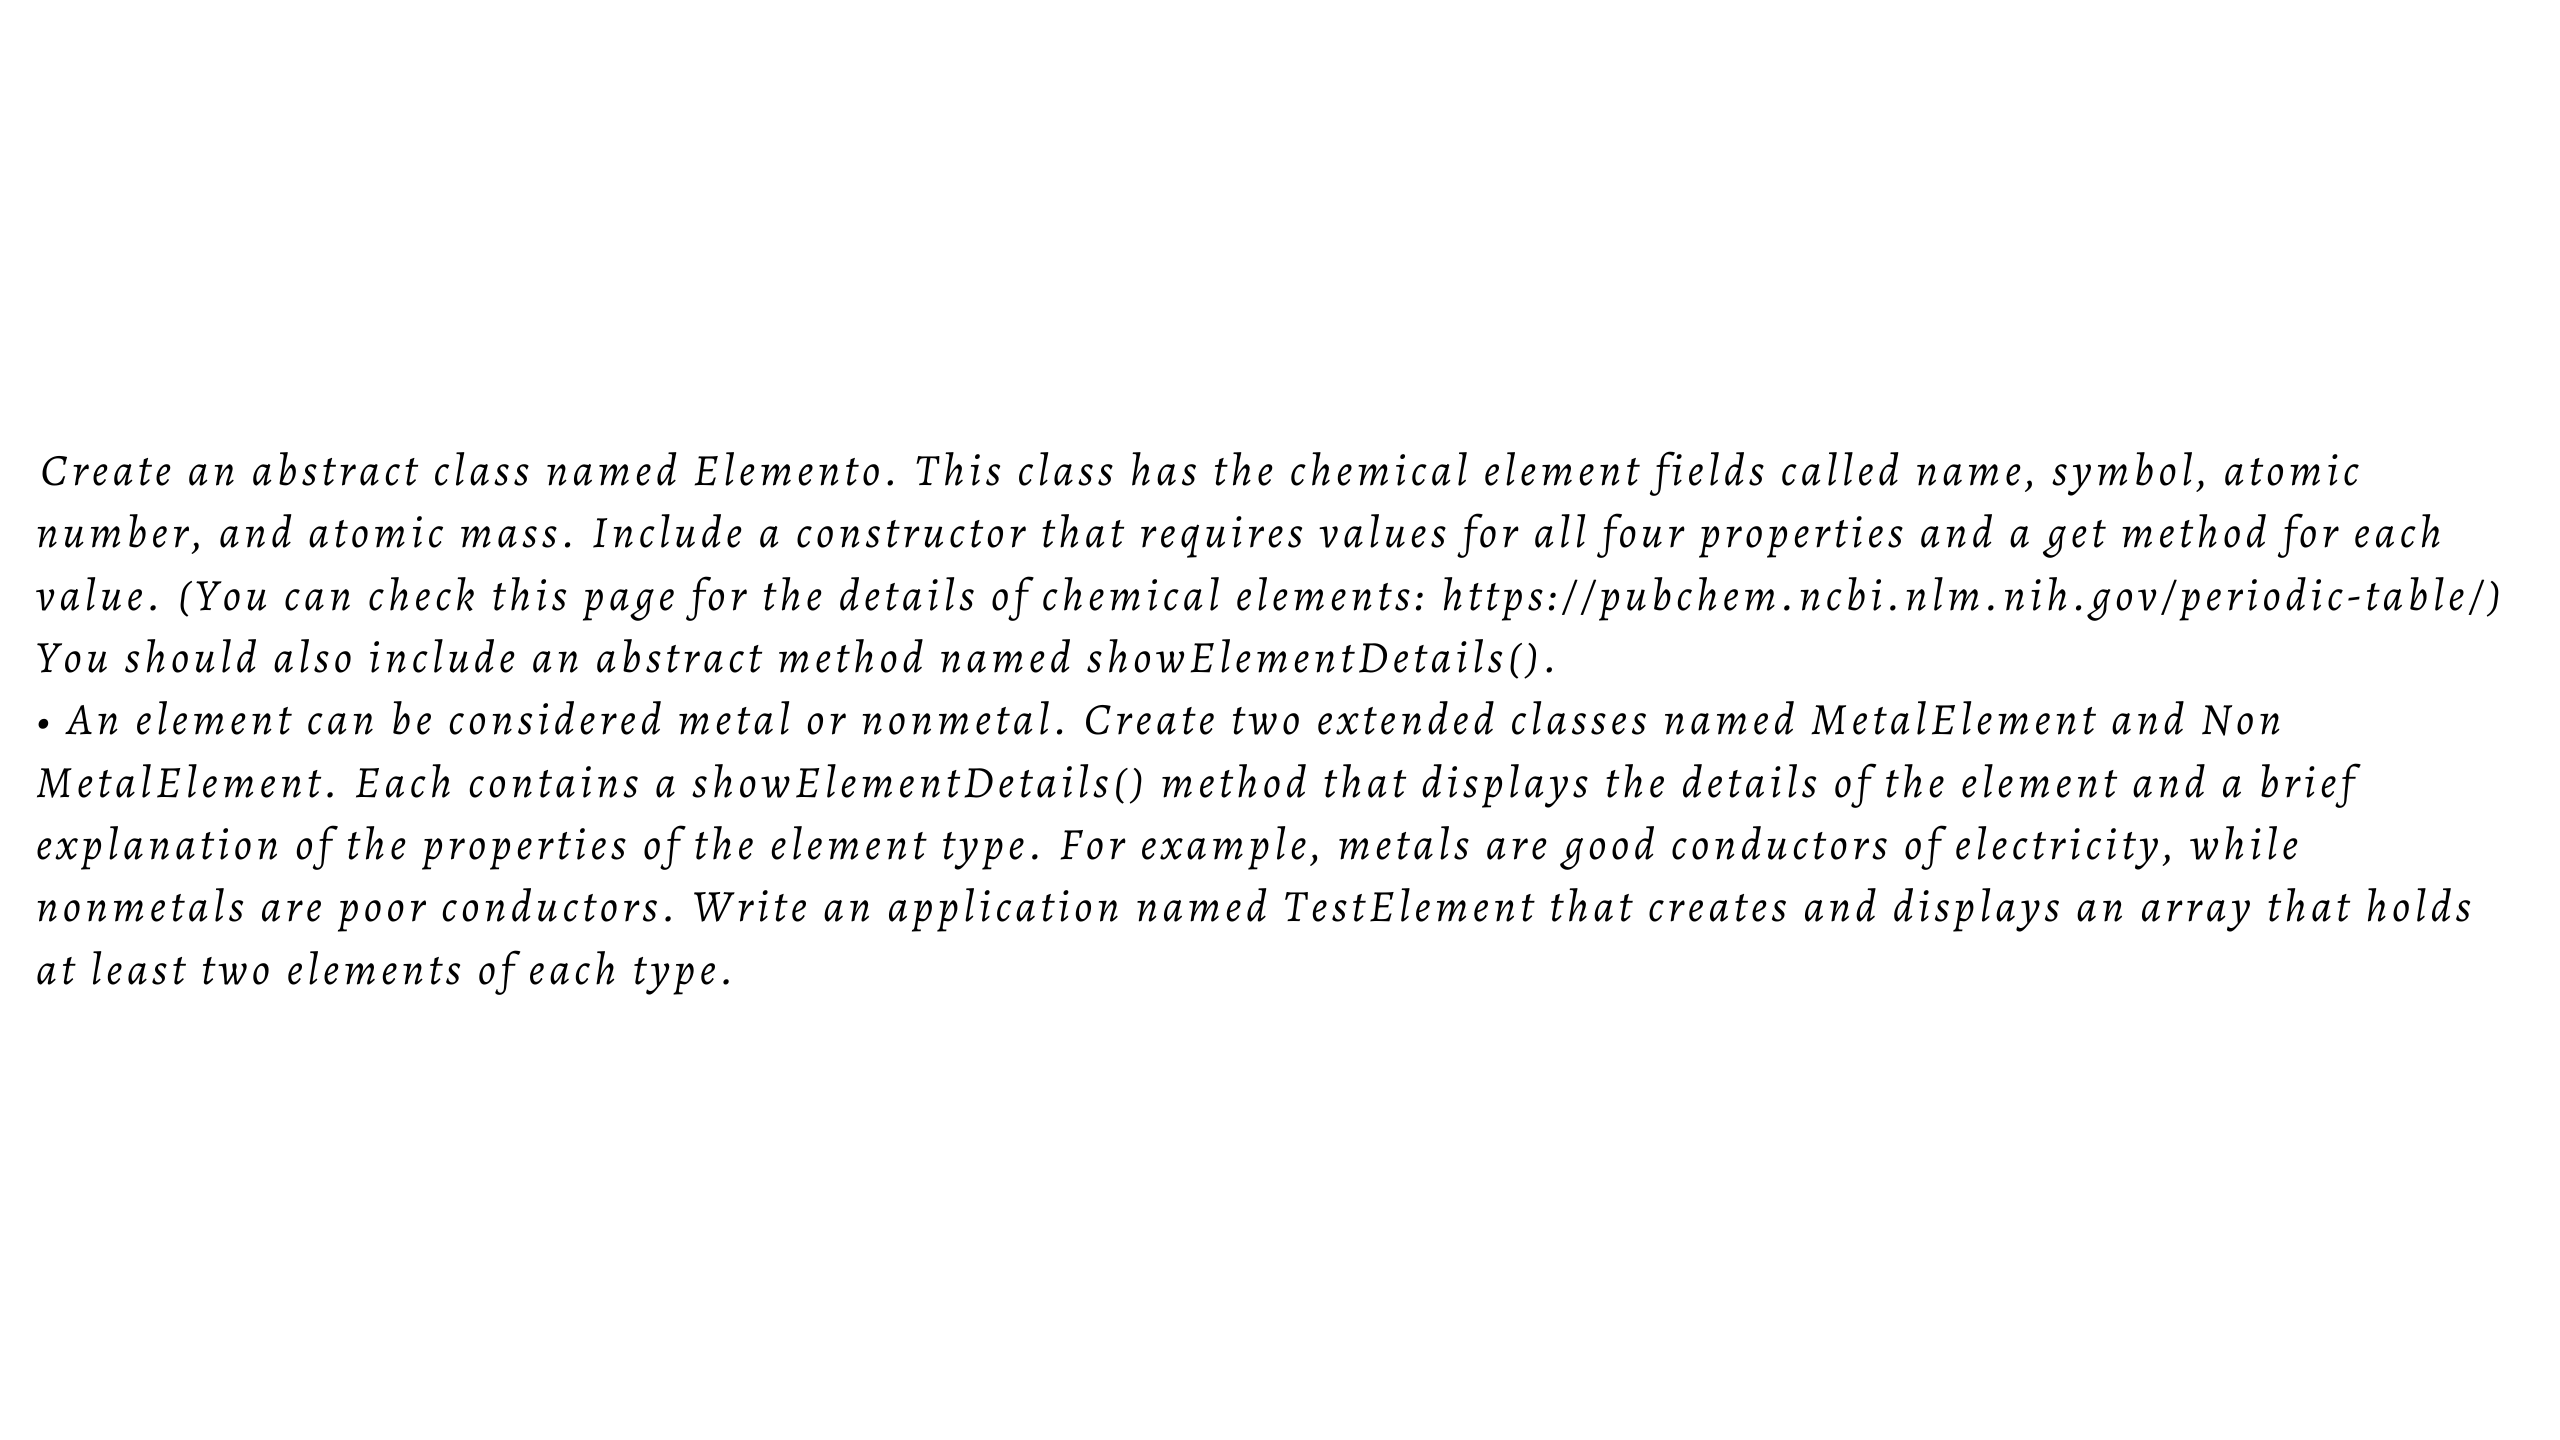 Create an abstract class named Elemento. This class has the chemical element fields called name, symbol, atomic
number, and atomic mass. Include a constructor that requires values for all four properties and a get method for each
value. (You can check this page for the details of chemical elements: https://pubchem.ncbi.nlm.nih.gov/periodic-table/)
You should also include an abstract method named showElementDetails().
• An element can be considered metal or nonmetal. Create two extended classes named MetalElement and Non
MetalElement. Each contains a showElementDetails() method that displays the details of the element and a brief
explanation of the properties of the element type. For example, metals are good conductors of electricity, while
nonmetals are poor conductors. Write an application named TestElement that creates and displays an array that holds
at least two elements of each type.